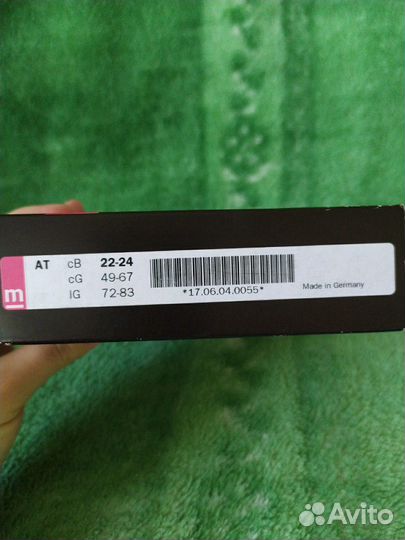 AT cB 22-24
cG 49-67
m IG 72-83 *17.06.04.0055* Made in Germany
Avito